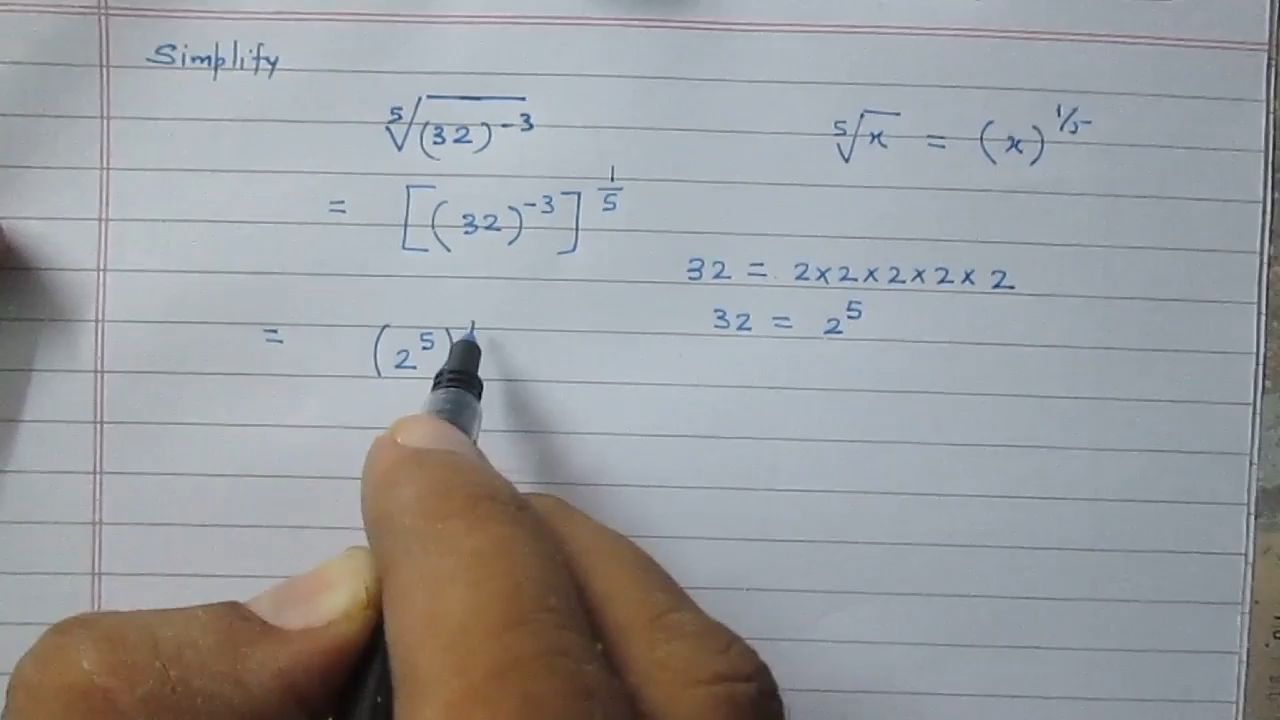 Simplify
⁵√(32)⁻³
⁵√x = (x)^1/5
= [(32)⁻³]^1/5
32 = 2×2×2×2×2
32 = 2⁵
= (2⁵)